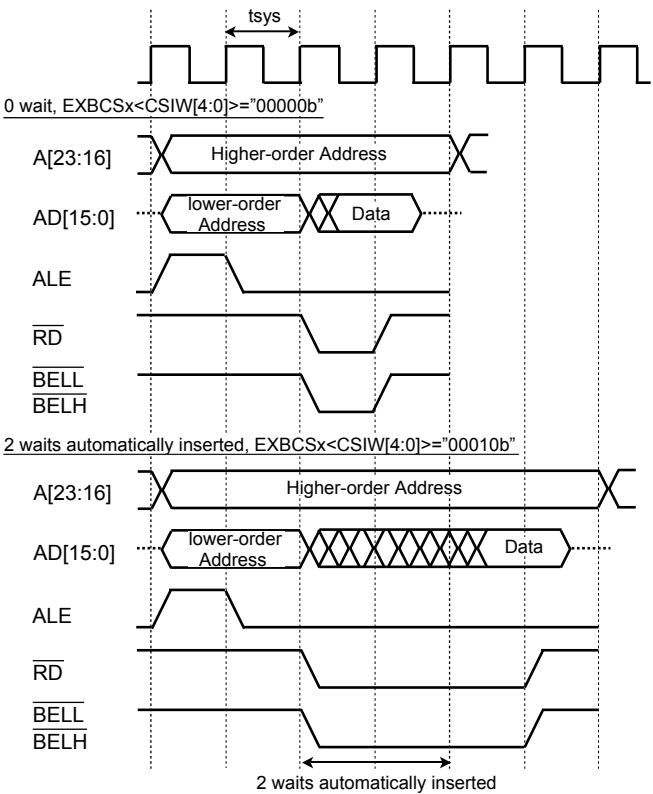 tsys
0 wait, EXBCSx<CSIW[4:0]>=”00000b”
A[23:16]
Higher-order Address
AD[15:0]
lower-order
Address
Data
ALE
RD
BELL
BELH
2 waits automatically inserted, EXBCSx<CSIW[4:0]>=”00010b”
A[23:16]
Higher-order Address
AD[15:0]
lower-order
Address
Data
ALE
RD
BELL
BELH
2 waits automatically inserted